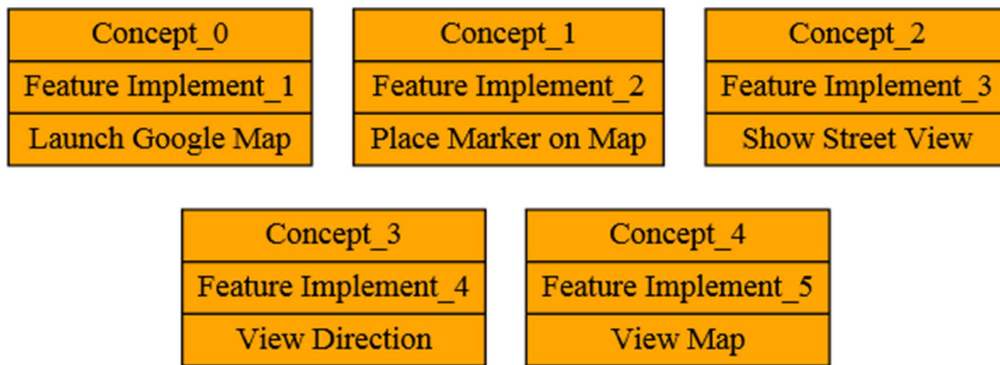 Concept_0
Feature Implement_1
Launch Google Map
Concept_1
Feature Implement_2
Place Marker on Map
Concept_2
Feature Implement_3
Show Street View
Concept_3
Feature Implement_4
View Direction
Concept_4
Feature Implement_5
View Map